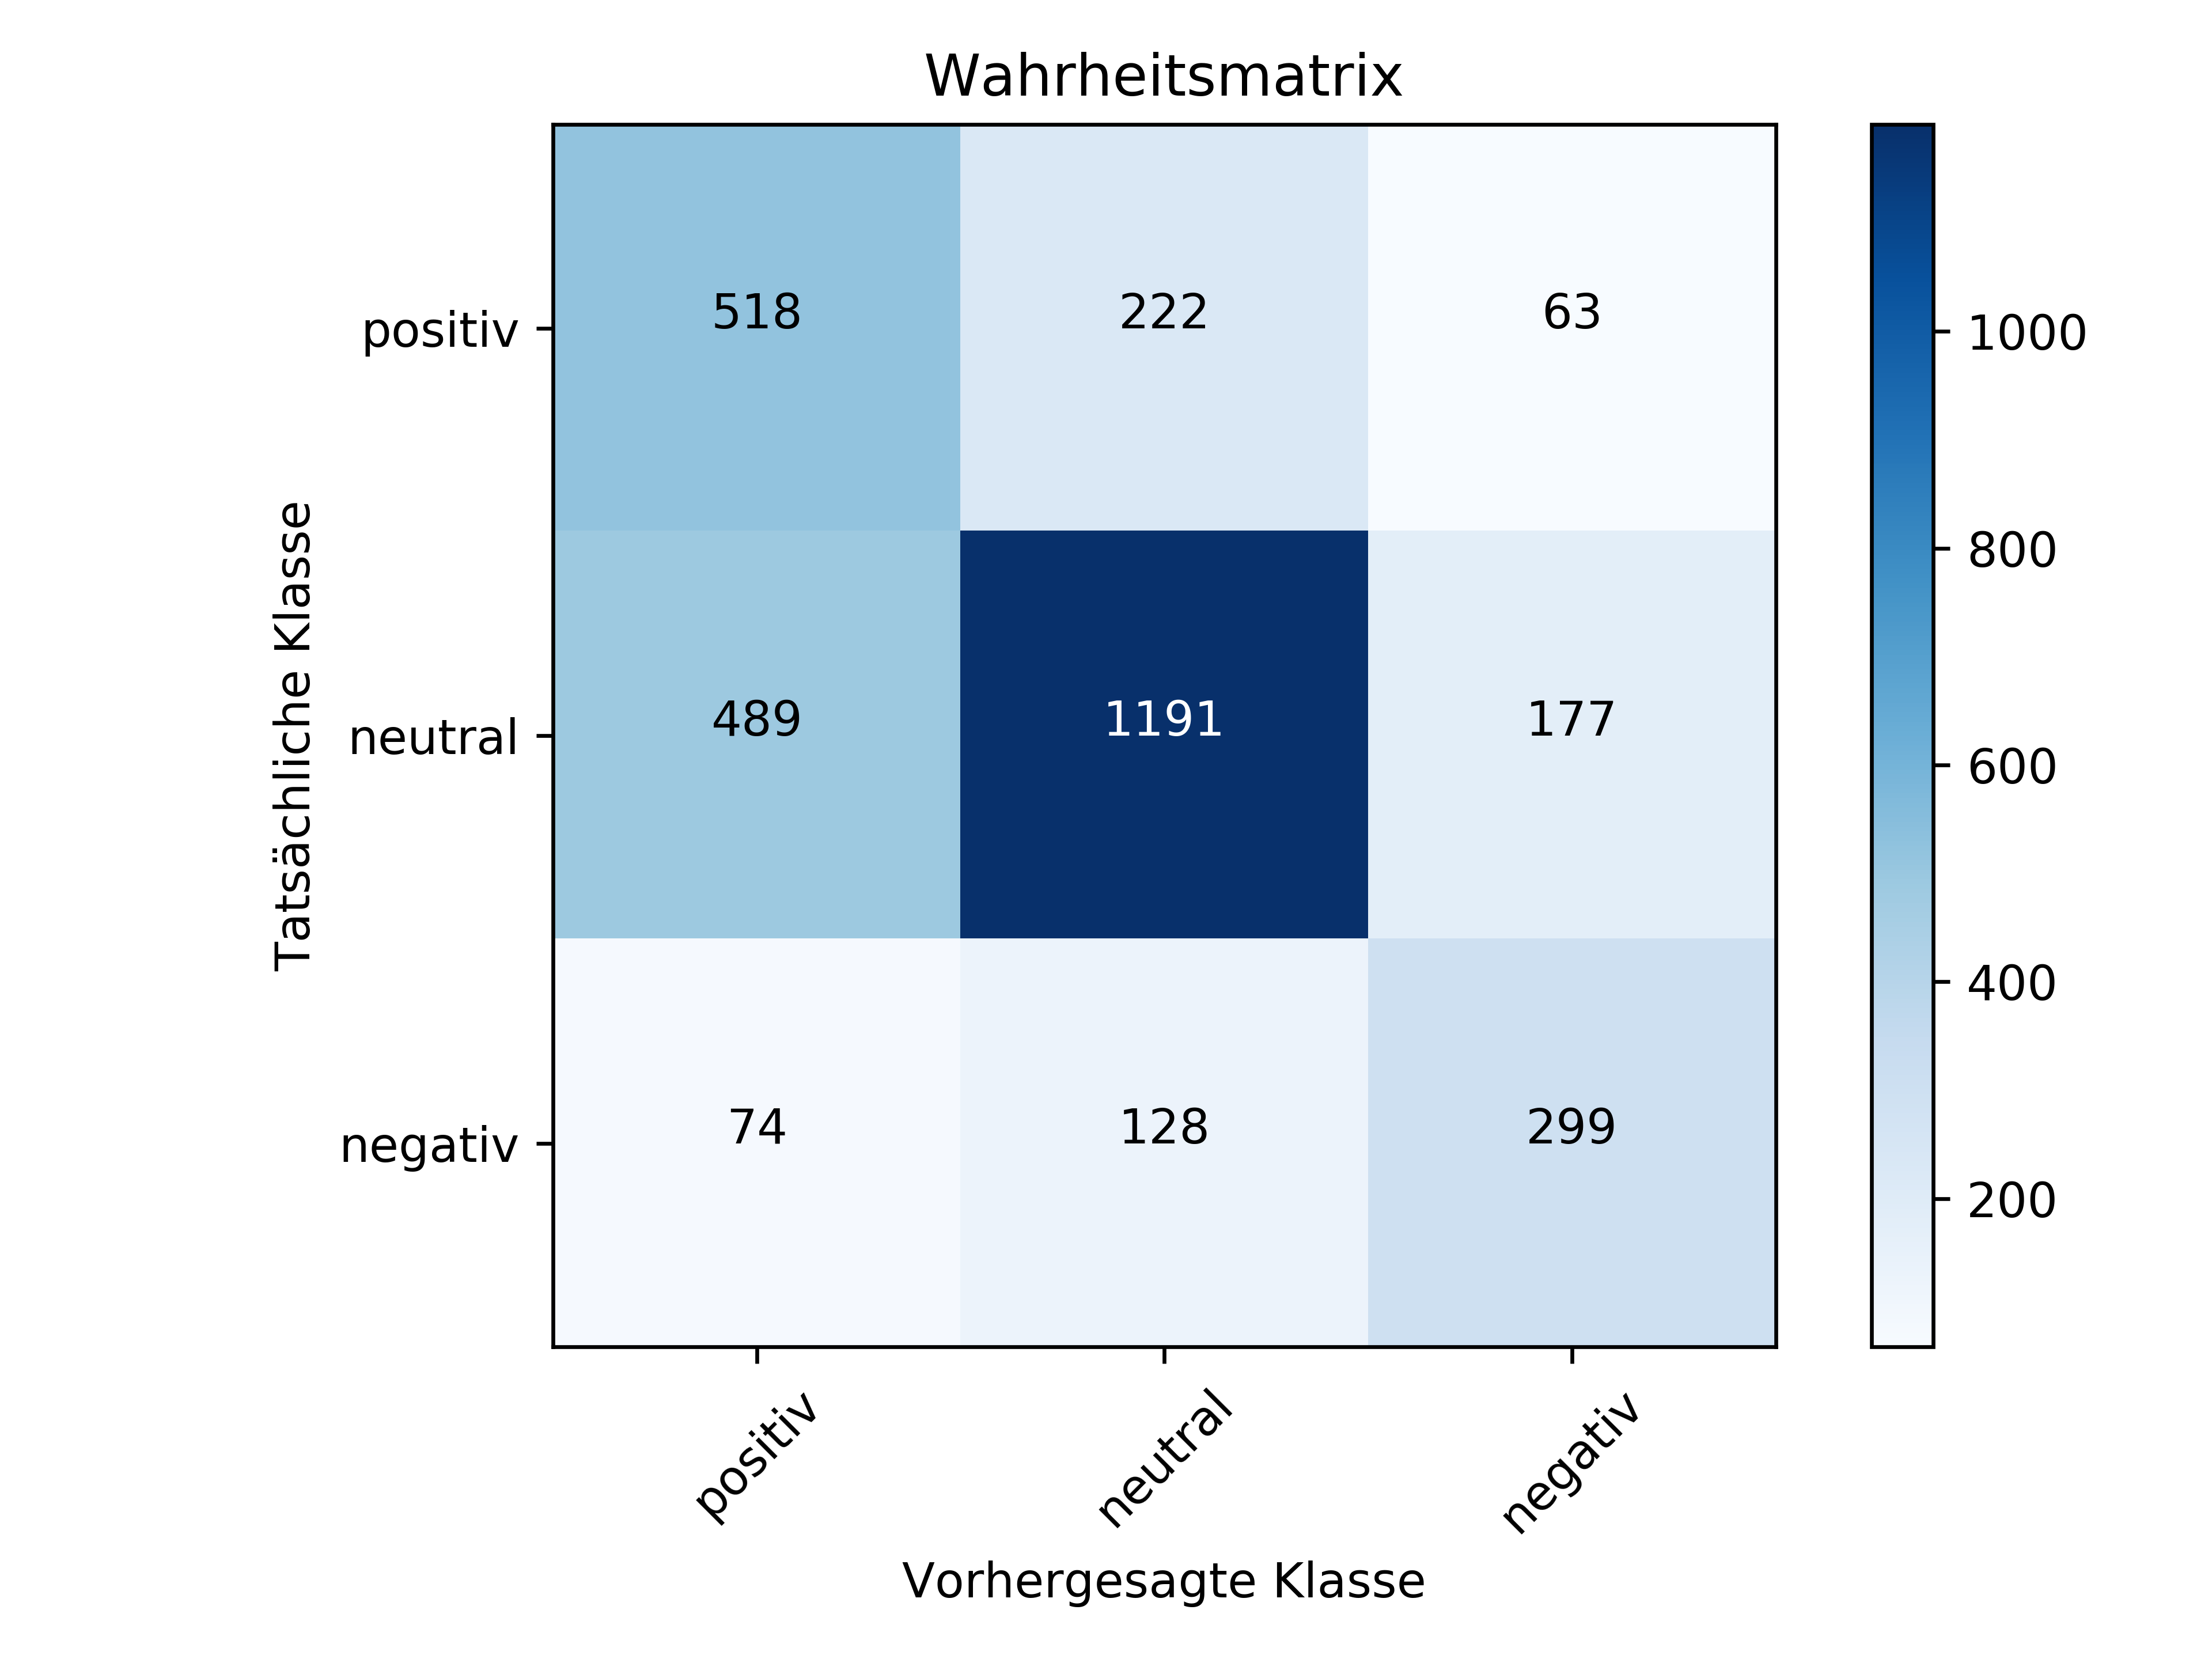 Wahrheitsmatrix
Tatsächliche Klasse
positiv
518 222 63
neutral
489 1191 177
negativ
74 128 299
positiv neutral negativ
Vorhergesagte Klasse
1000
800
600
400
200